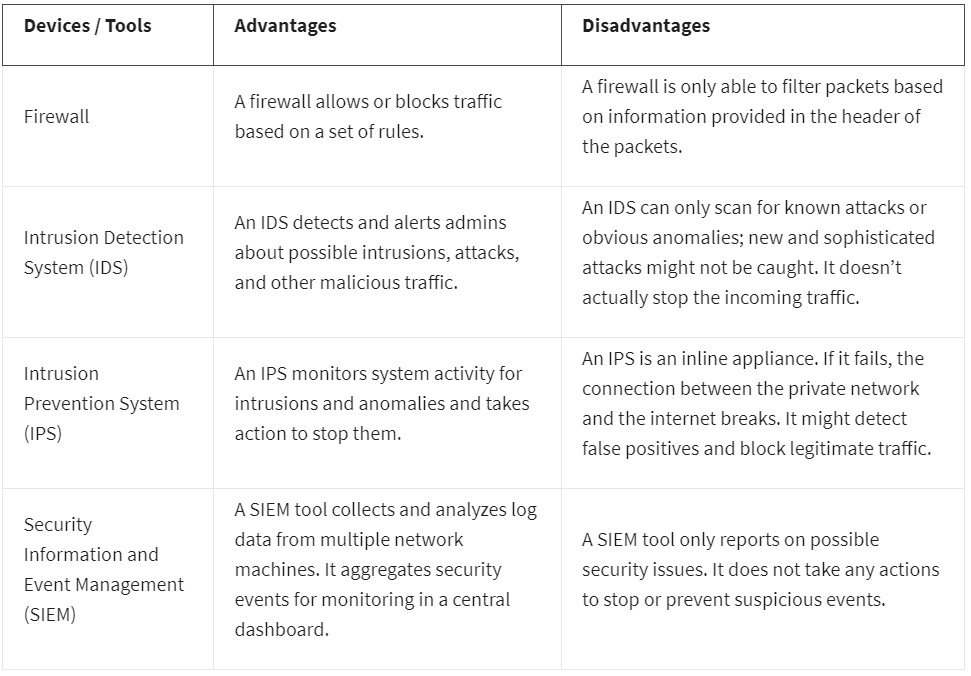 Devices / Tools
Advantages
Disadvantages
Firewall
A firewall allows or blocks traffic
based on a set of rules.
A firewall is only able to filter packets based
on information provided in the header of
the packets.
Intrusion Detection
System (IDS)
An IDS detects and alerts admins
about possible intrusions, attacks,
and other malicious traffic.
An IDS can only scan for known attacks or
obvious anomalies; new and sophisticated
attacks might not be caught. It doesn’t
actually stop the incoming traffic.
Intrusion
Prevention System
(IPS)
An IPS monitors system activity for
intrusions and anomalies and takes
action to stop them.
An IPS is an inline appliance. If it fails, the
connection between the private network
and the internet breaks. It might detect
false positives and block legitimate traffic.
Security
Information and
Event Management
(SIEM)
A SIEM tool collects and analyzes log
data from multiple network
machines. It aggregates security
events for monitoring in a central
dashboard.
A SIEM tool only reports on possible
security issues. It does not take any actions
to stop or prevent suspicious events.